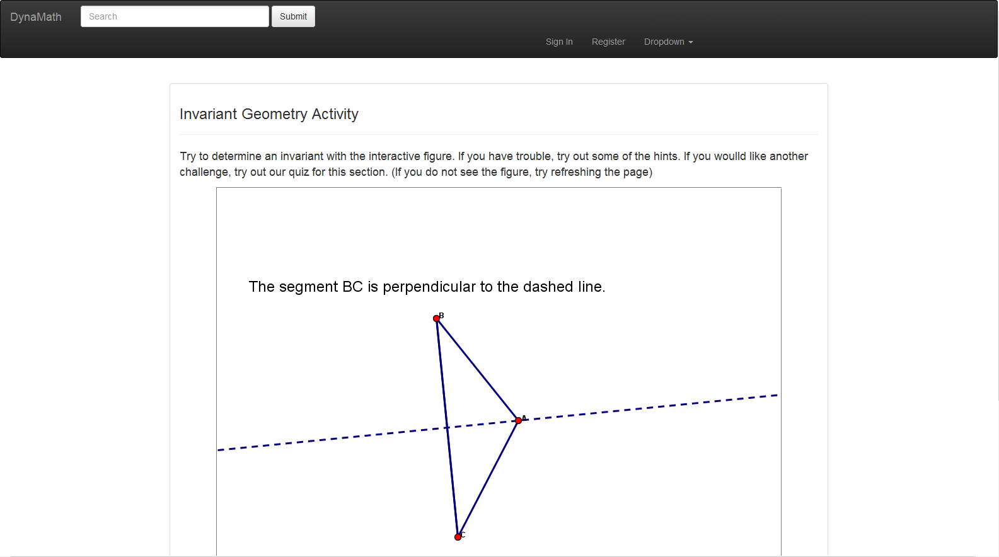 DynaMath Search Submit
Sign In Register Dropdown
Invariant Geometry Activity
Try to determine an invariant with the interactive figure. If you have trouble, try out some of the hints. If you woulld like another
challenge, try out our quiz for this section. (If you do not see the figure, try refreshing the page)
The segment BC is perpendicular to the dashed line.
B
A
C